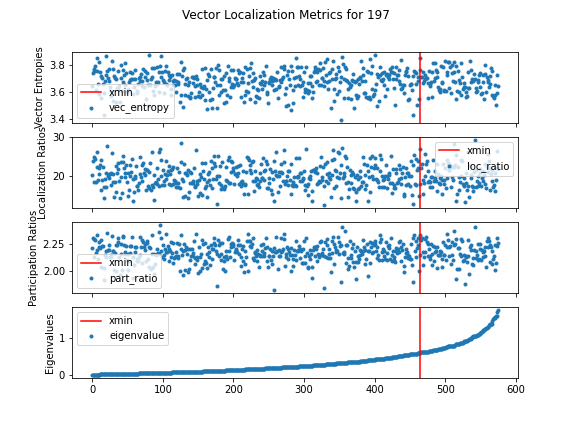 Vector Localization Metrics for 197
Vector Entropies
3.8
3.6
3.4
xmin
vec_entropy
Localization Ratios
30
20
xmin
loc_ratio
Participation Ratios
2.25
2.00
xmin
part_ratio
Eigenvalues
1
0
xmin
eigenvalue
0 100 200 300 400 500 600